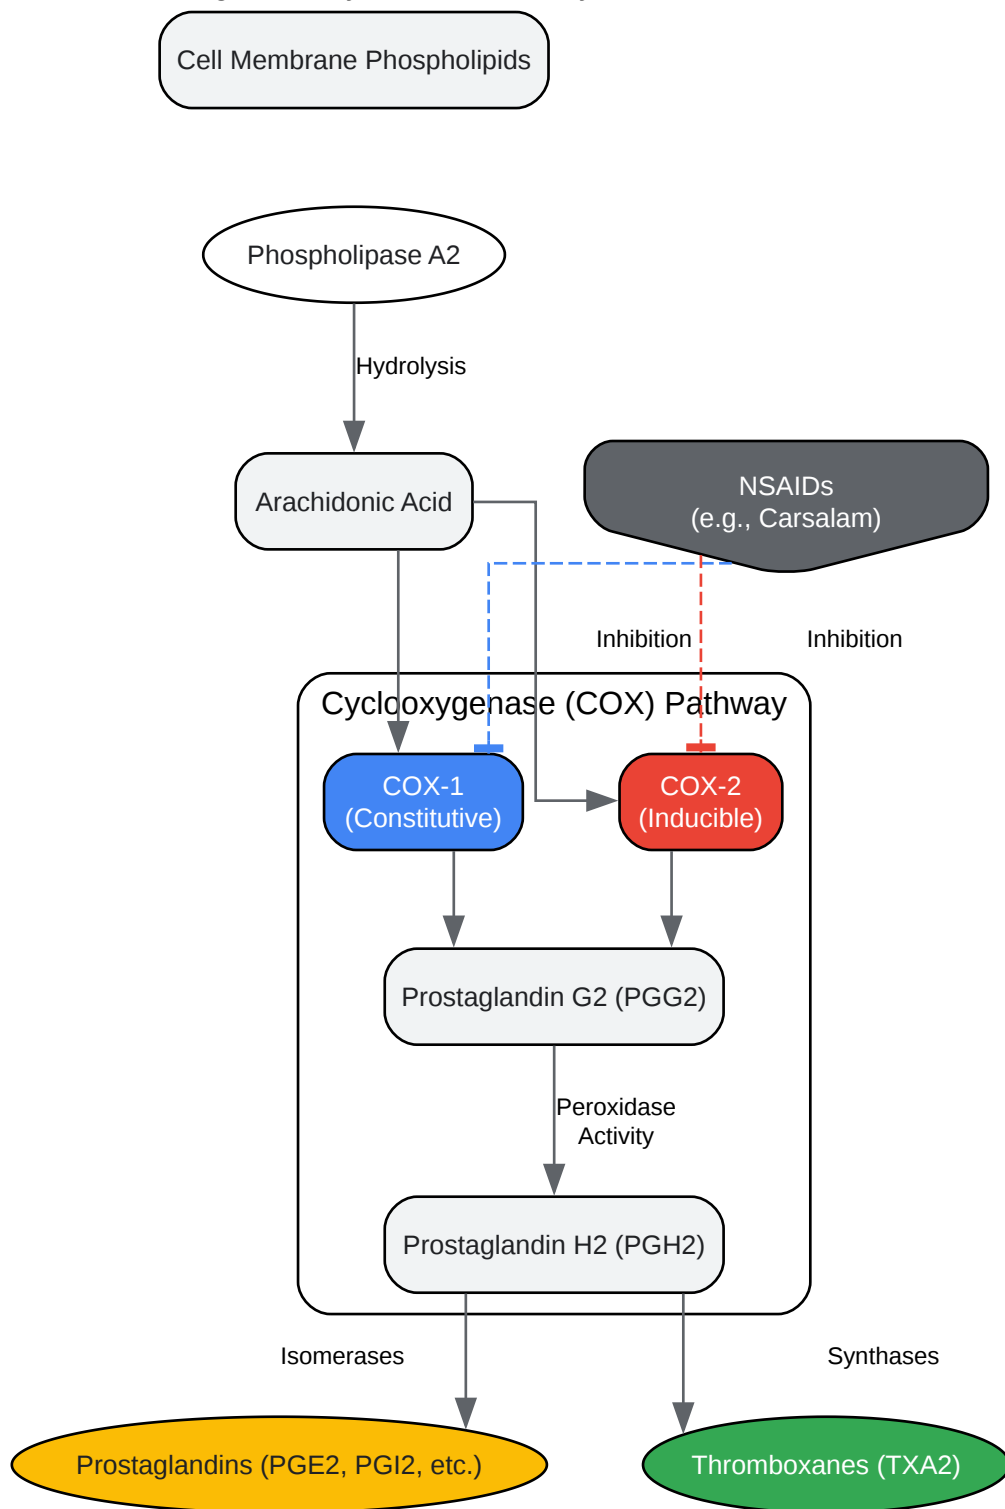 Cell Membrane Phospholipids
Phospholipase A2
Hydrolysis
Arachidonic Acid
NSAIDs
(e.g., Carsalam)
Inhibition
Inhibition
Cyclooxygenase (COX) Pathway
COX-1
(Constitutive)
COX-2
(Inducible)
Prostaglandin G2 (PGG2)
Peroxidase
Activity
Prostaglandin H2 (PGH2)
Isomerases
Synthases
Prostaglandins (PGE2, PGI2, etc.)
Thromboxanes (TXA2)